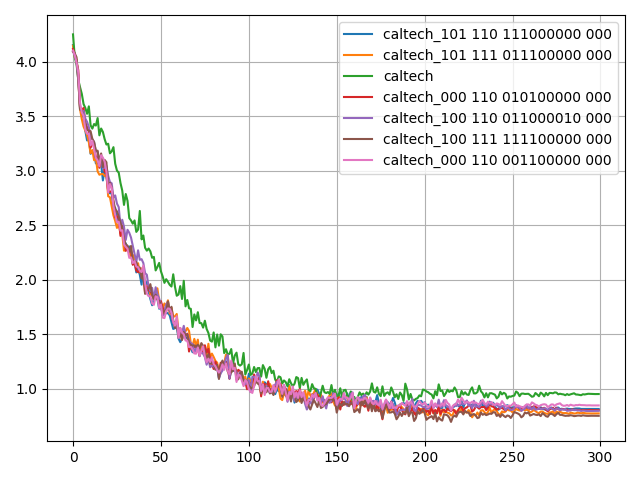 caltech_101 110 111000000 000
caltech_101 111 011100000 000
caltech
caltech_000 110 010100000 000
caltech_100 110 011000010 000
caltech_100 111 111100000 000
caltech_000 110 001100000 000
4.0
3.5
3.0
2.5
2.0
1.5
1.0
0 50 100 150 200 250 300